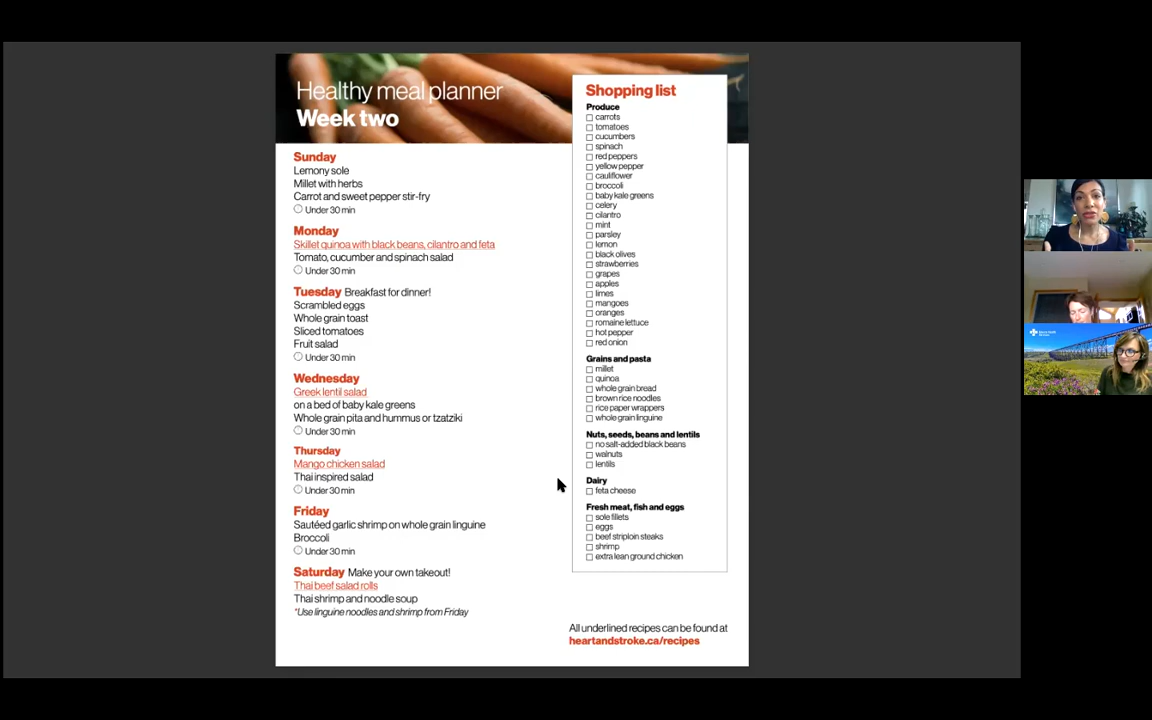 Healthy meal planner
Week two
Sunday
Lemony sole
Millet with herbs
Carrot and sweet pepper stir-fry
Under 30 min
Monday
Skillet quinoa with black beans, cilantro and feta
Tomato, cucumber and spinach salad
Under 30 min
Tuesday Breakfast for dinner!
Scrambled eggs
Whole grain toast
Sliced tomatoes
Fruit salad
Under 30 min
Wednesday
Greek lentil salad
on a bed of baby kale greens
Whole grain pita and hummus or tzatziki
Under 30 min
Thursday
Mango chicken salad
Thai inspired salad
Under 30 min
Friday
Sautéed garlic shrimp on whole grain linguine
Broccoli
Under 30 min
Saturday Make your own takeout!
Thai beef salad rolls
Thai shrimp and noodle soup
*Use linguine noodles and shrimp from Friday
Shopping list
Produce
carrots
tomatoes
cucumbers
spinach
red peppers
yellow pepper
cauliflower
broccoli
baby kale greens
celery
cilantro
mint
parsley
lemon
black olives
strawberries
grapes
apples
limes
mangoes
oranges
romaine lettuce
hot pepper
red onion
Grains and pasta
millet
quinoa
whole grain bread
brown rice noodles
rice paper wrappers
whole grain linguine
Nuts, seeds, beans and lentils
no salt-added black beans
walnuts
lentils
Dairy
feta cheese
Fresh meat, fish and eggs
sole fillets
eggs
beef striploin steaks
shrimp
extra lean ground chicken
All underlined recipes can be found at
heartandstroke.ca/recipes